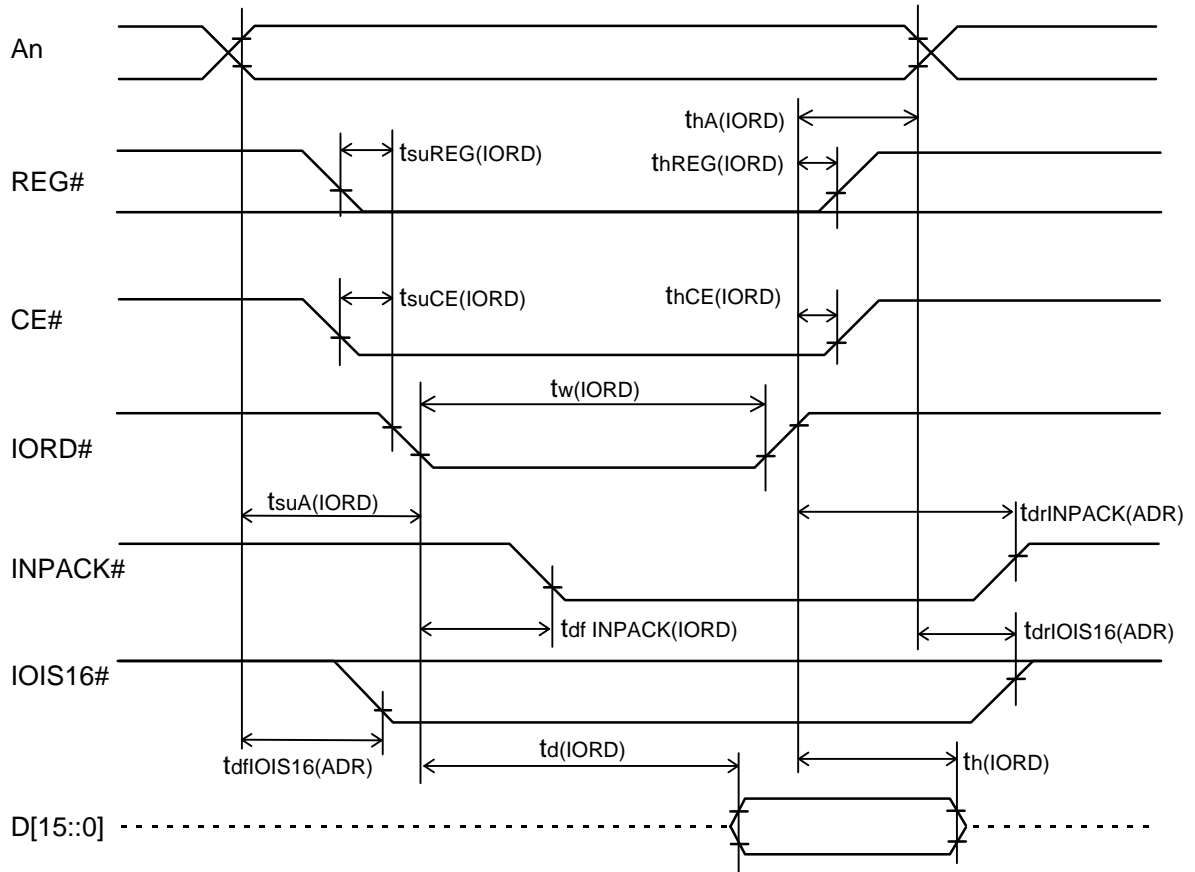 An
thA(IORD)
tsuREG(IORD)
thREG(IORD)
REG#
tsuCE(IORD)
thCE(IORD)
CE#
tw(IORD)
IORD#
tsuA(IORD)
tdrINPACK(ADR)
INPACK#
tdf INPACK(IORD)
tdrIOIS16(ADR)
IOIS16#
td(IORD)
th(IORD)
tdfIOIS16(ADR)
D[15::0]